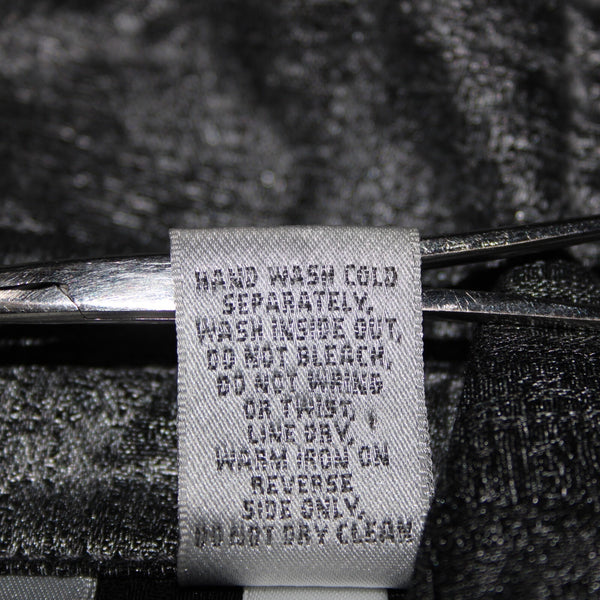 HAND WASH COLD
SEPARATELY,
WASH INSIDE OUT,
DO NOT BLEACH,
DO NOT WRING
OR TWIST,
LINE DRY,
WARM IRON ON
REVERSE
SIDE ONLY,
DO NOT DRY CLEAN